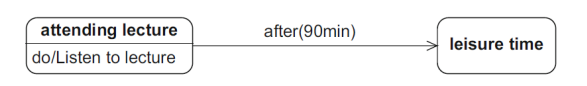 attending lecture
do/Listen to lecture
after(90min)
leisure time